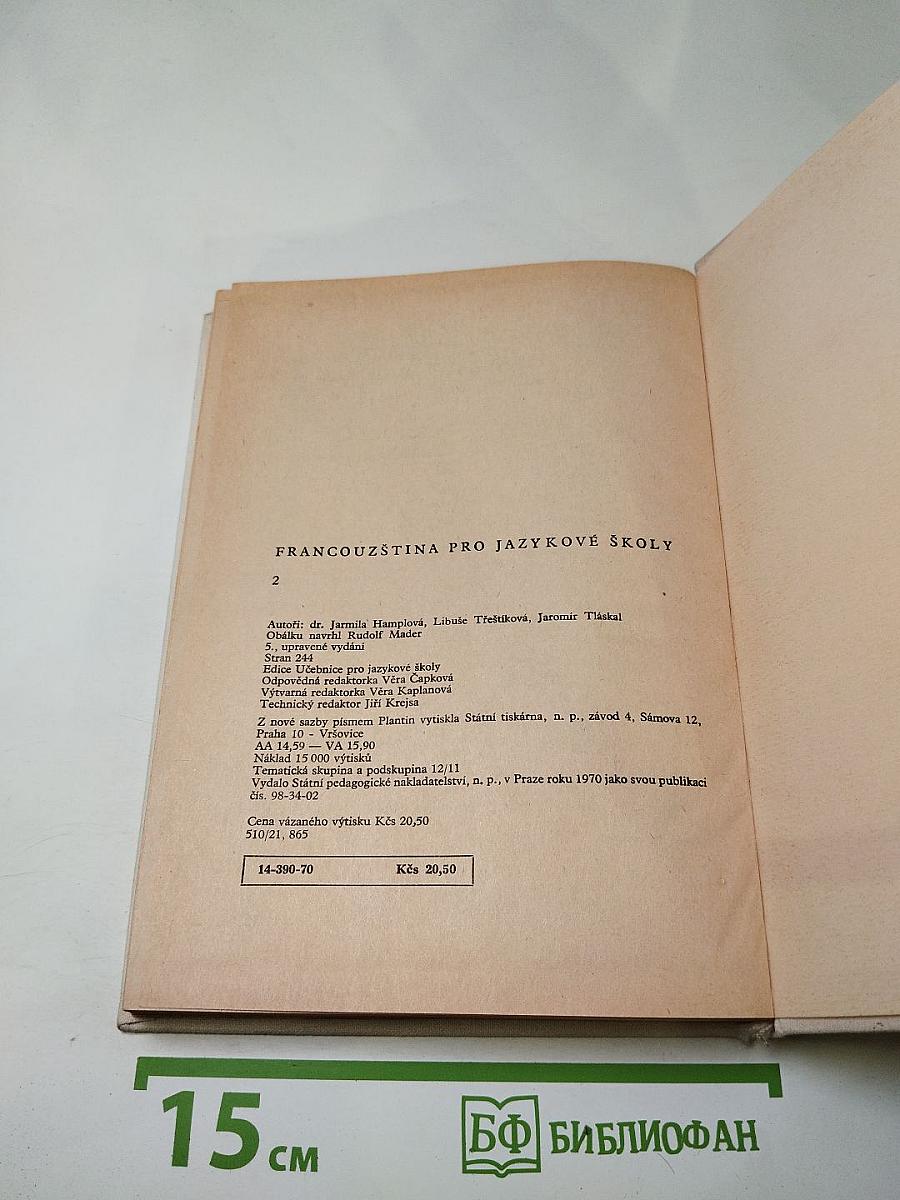 FRANCOUZŠTINA PRO JAZYKOVÉ ŠKOLY
2
Autoři: dr. Jarmila Hamplová, Libuše Třeštíková, Jaromír Tláskal
Obálku navrhl Rudolf Mader
5., upravené vydání
Stran 244
Edice Učebnice pro jazykové školy
Odpovědná redaktorka Věra Čapková
Výtvarná redaktorka Věra Kaplanová
Technický redaktor Jiří Krejsa
Z nové sazby písmem Plantin vytiskla Státní tiskárna, n. p., závod 4, Sámova 12,
Praha 10 - Vršovice
AA 14,59 — VA 15,90
Náklad 15 000 výtisků
Tematická skupina a podskupina 12/11
Vydalo Státní pedagogické nakladatelství, n. p., v Praze roku 1970 jako svou publikaci
čís. 98-34-02
Cena vázaného výtisku Kčs 20,50
510/21, 865
14-390-70 Kčs 20,50
15 см
БФ БИБЛИОФАН